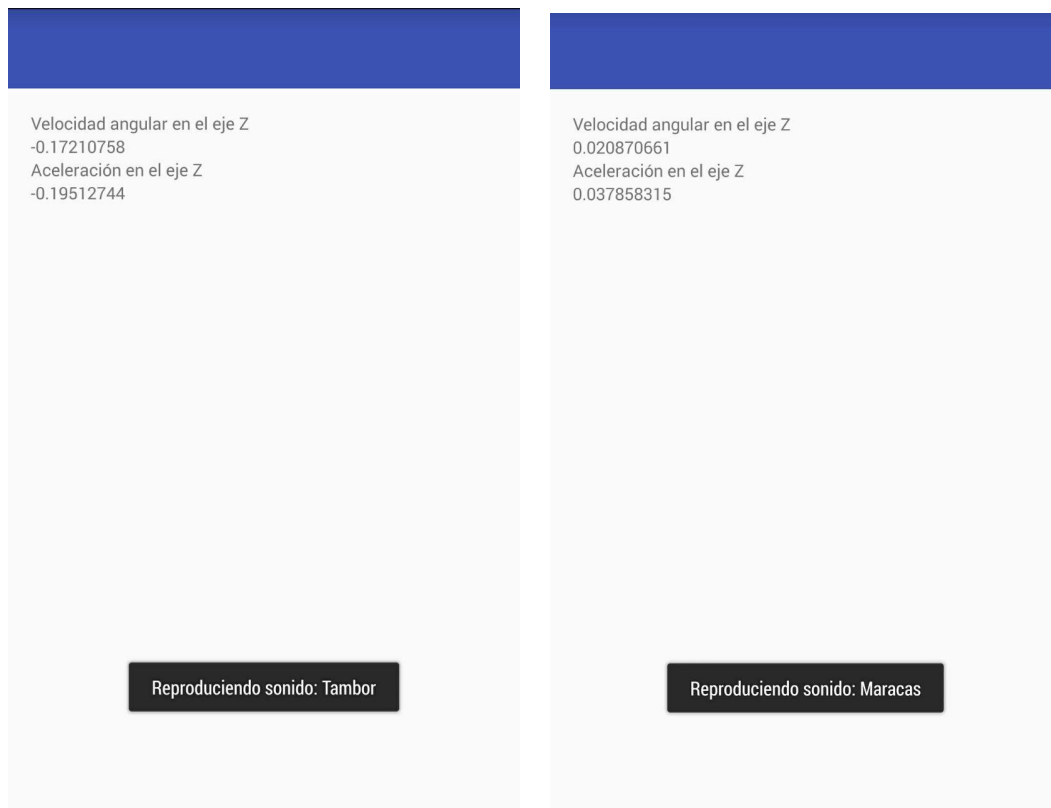 Velocidad angular en el eje Z
-0.17210758
Aceleración en el eje Z
-0.19512744
Reproduciendo sonido: Tambor
Velocidad angular en el eje Z
0.020870661
Aceleración en el eje Z
0.037858315
Reproduciendo sonido: Maracas